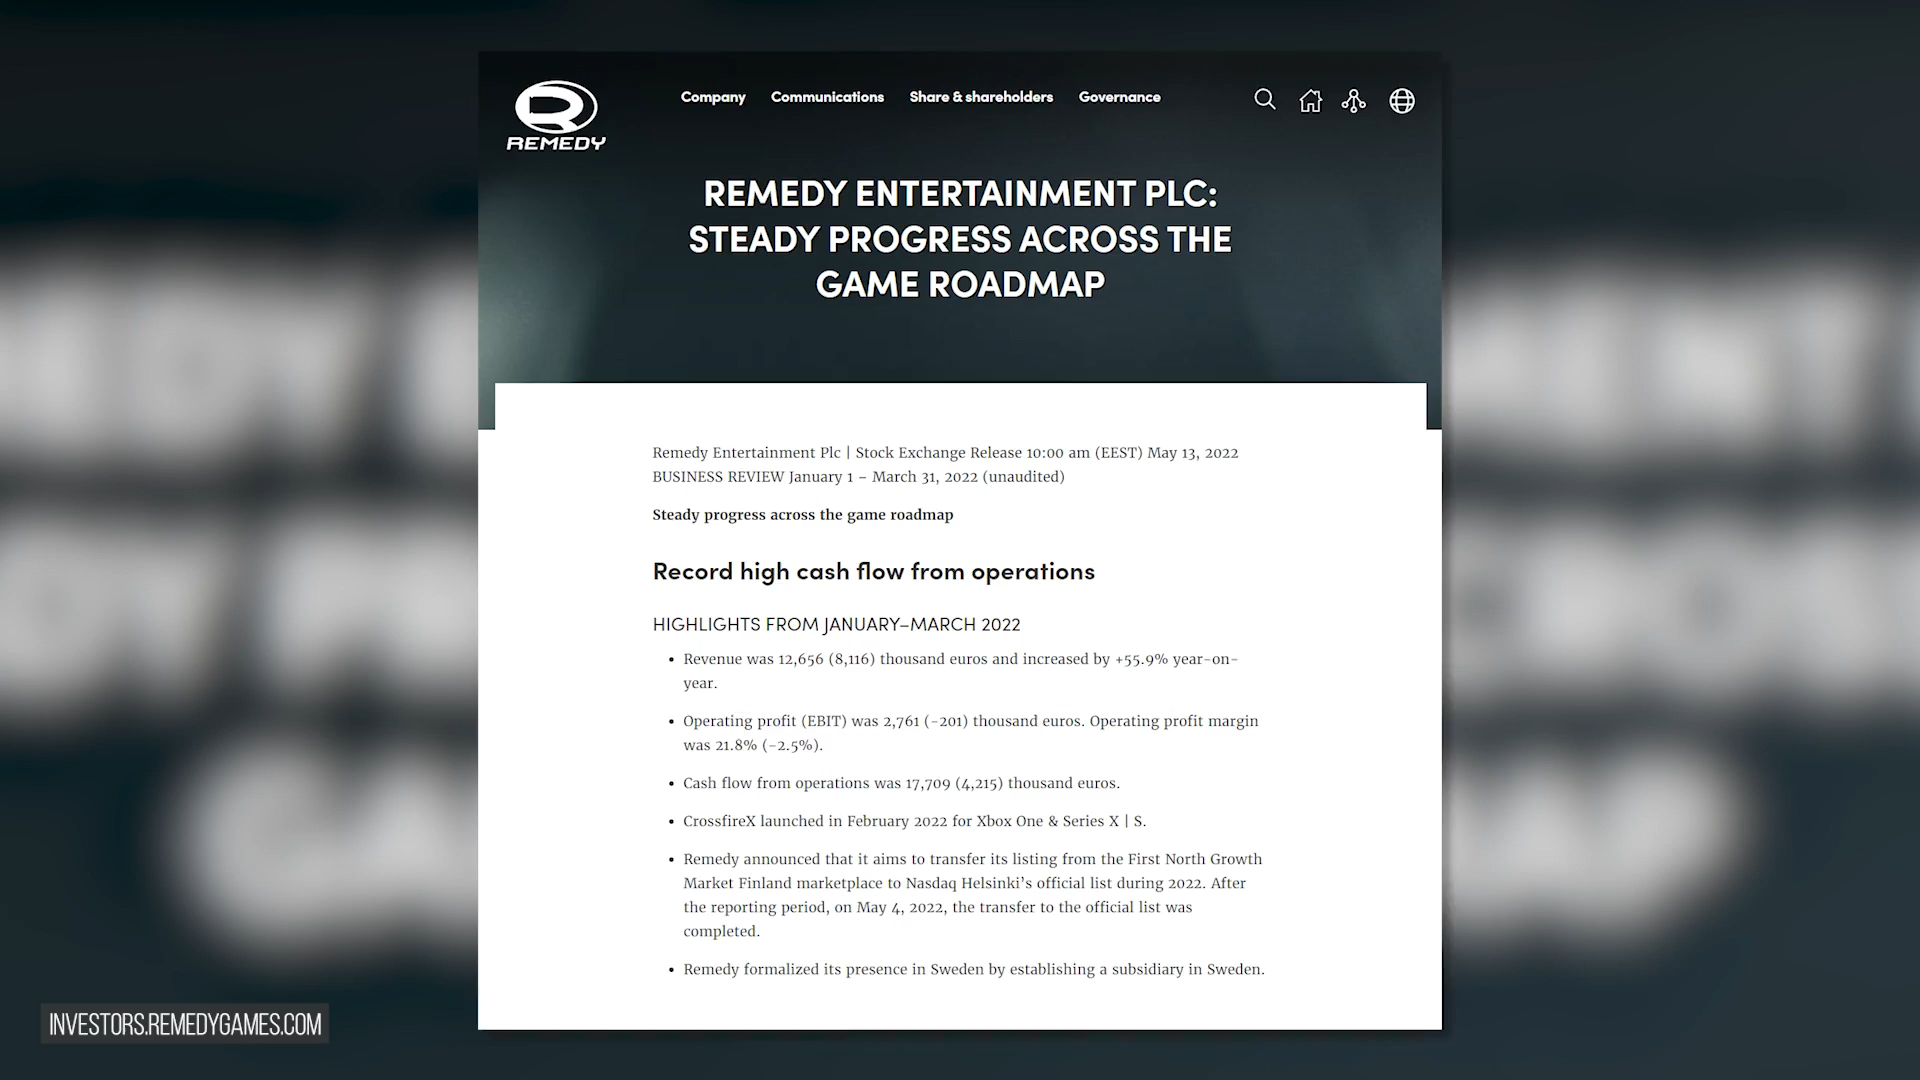 REMEDY
Company Communications Share & shareholders Governance
REMEDY ENTERTAINMENT PLC:
STEADY PROGRESS ACROSS THE
GAME ROADMAP
Remedy Entertainment Plc | Stock Exchange Release 10:00 am (EEST) May 13, 2022
BUSINESS REVIEW January 1 – March 31, 2022 (unaudited)
Steady progress across the game roadmap
Record high cash flow from operations
HIGHLIGHTS FROM JANUARY–MARCH 2022
• Revenue was 12,656 (8,116) thousand euros and increased by +55.9% year-on-
year.
• Operating profit (EBIT) was 2,761 (-201) thousand euros. Operating profit margin
was 21.8% (-2.5%).
• Cash flow from operations was 17,709 (4,215) thousand euros.
• CrossfireX launched in February 2022 for Xbox One & Series X | S.
• Remedy announced that it aims to transfer its listing from the First North Growth
Market Finland marketplace to Nasdaq Helsinki's official list during 2022. After
the reporting period, on May 4, 2022, the transfer to the official list was
completed.
• Remedy formalized its presence in Sweden by establishing a subsidiary in Sweden.
INVESTORS.REMEDYGAMES.COM